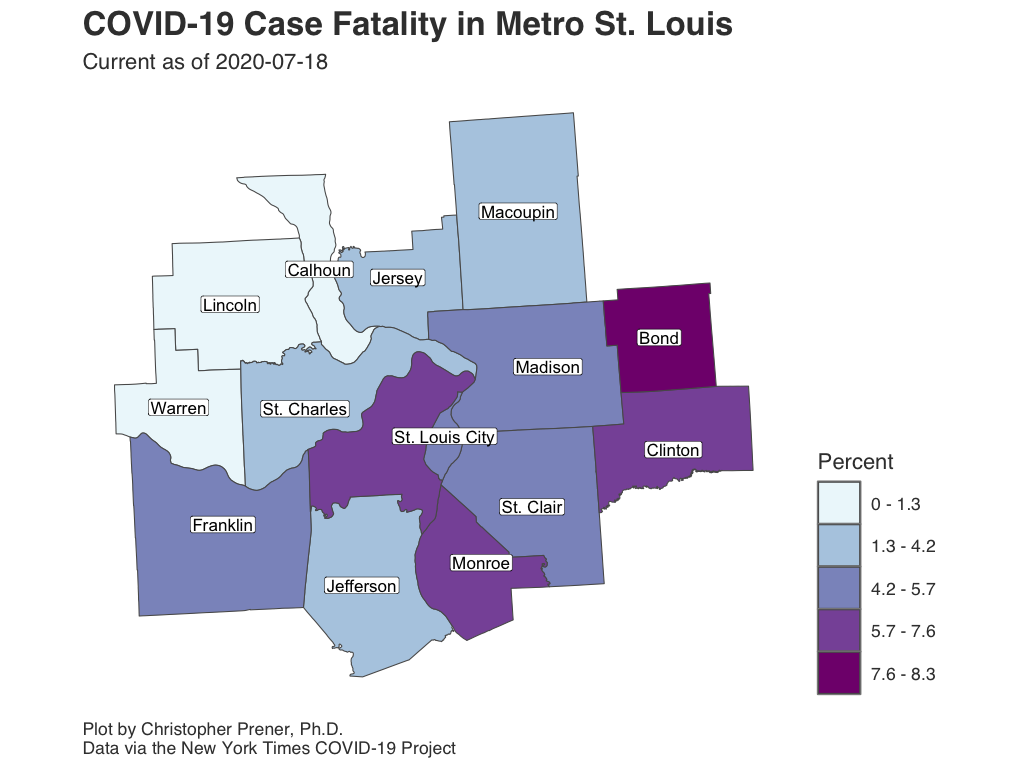 COVID-19 Case Fatality in Metro St. Louis
Current as of 2020-07-18
Macoupin
Calhoun
Jersey
Lincoln
Bond
Madison
Warren
St. Charles
St. Louis City
Clinton
Percent
0 - 1.3
1.3 - 4.2
4.2 - 5.7
5.7 - 7.6
7.6 - 8.3
St. Clair
Franklin
Monroe
Jefferson
Plot by Christopher Prener, Ph.D.
Data via the New York Times COVID-19 Project